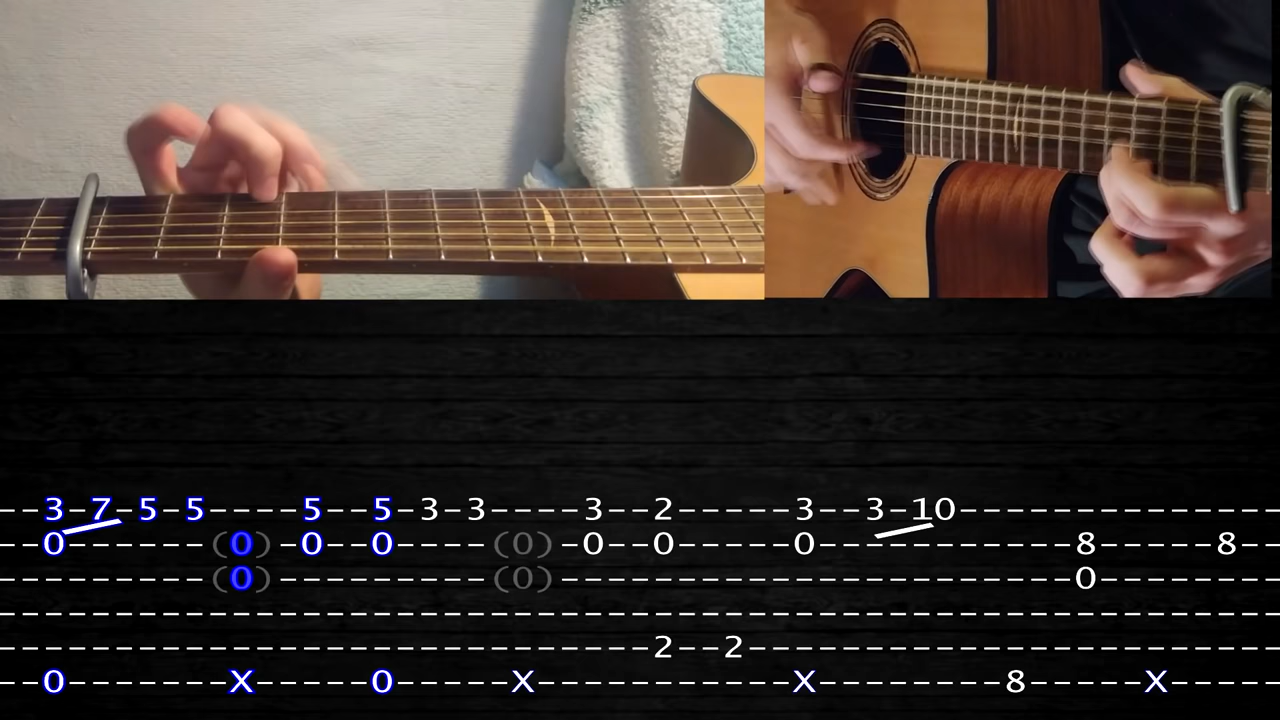 3 7 5 5 5 5 3 3 3 2 3 3 10
0 (0) 0 0 (0) 0 0 0 8 8
(0) (0) 0
2 2
0 X 0 X X 8 X